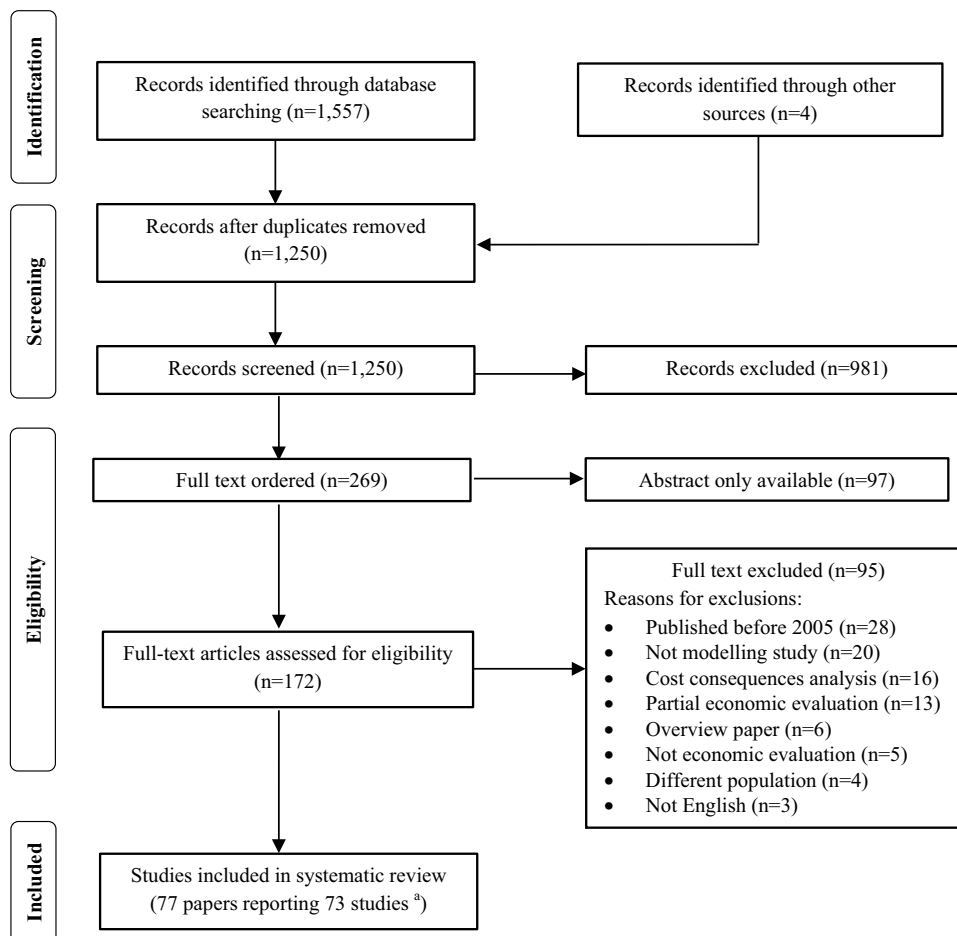 Identification
Records identified through database
searching (n=1,557)
Records identified through other
sources (n=4)
Screening
Records after duplicates removed
(n=1,250)
Records screened (n=1,250)
Records excluded (n=981)
Eligibility
Full text ordered (n=269)
Abstract only available (n=97)
Full-text articles assessed for eligibility
(n=172)
Full text excluded (n=95)
Reasons for exclusions:
• Published before 2005 (n=28)
• Not modelling study (n=20)
• Cost consequences analysis (n=16)
• Partial economic evaluation (n=13)
• Overview paper (n=6)
• Not economic evaluation (n=5)
• Different population (n=4)
• Not English (n=3)
Included
Studies included in systematic review
(77 papers reporting 73 studies ᵃ)